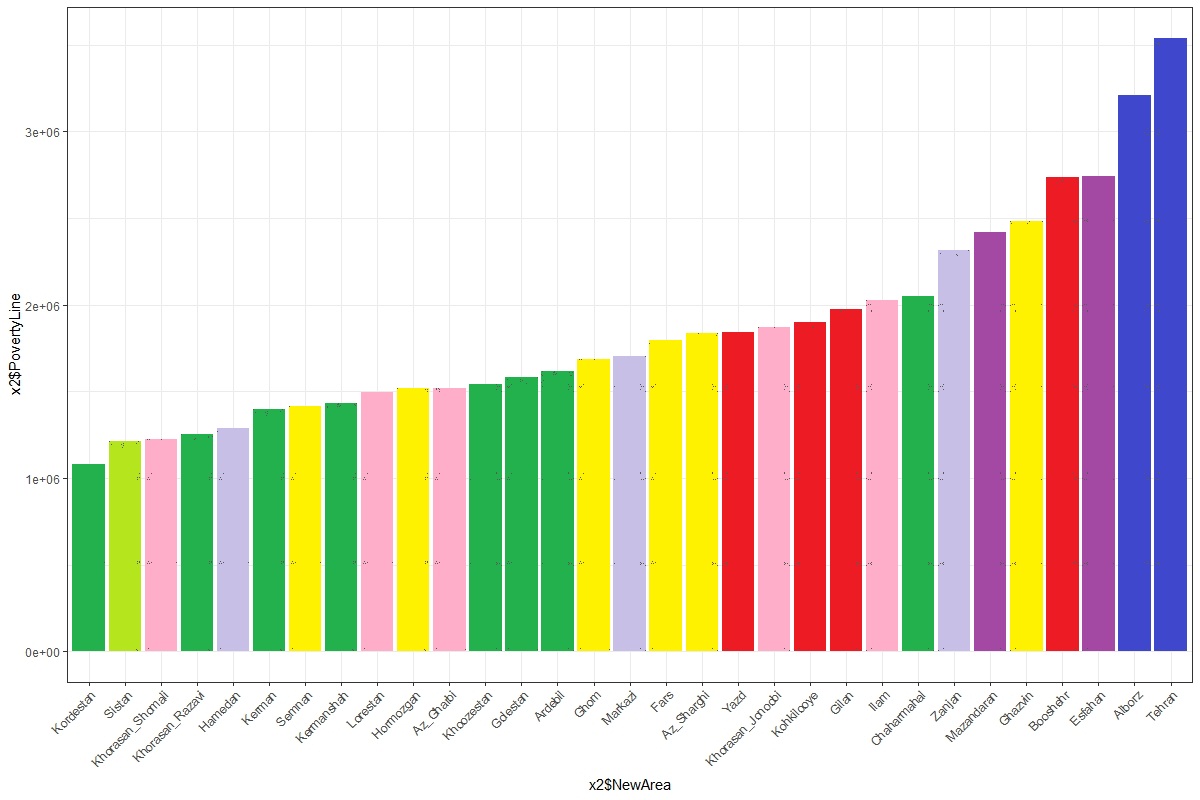 x2$PovertyLine
3e+06
2e+06
1e+06
0e+00
Kordestan
Sistan
Khorasan_Shomali
Khorasan_Razavi
Hamedan
Kerman
Semnan
Kermanshah
Lorestan
Hormozgan
Az_Gharbi
Khoozestan
Golestan
Ardebil
Ghom
Markazi
Fars
Az_Sharghi
Yazd
Khorasan_Jonoobi
Kohkilooye
Gilan
Ilam
Chaharmahal
Zanjan
Mazandaran
Ghazvin
Booshehr
Esfahan
Alborz
Tehran
x2$NewArea